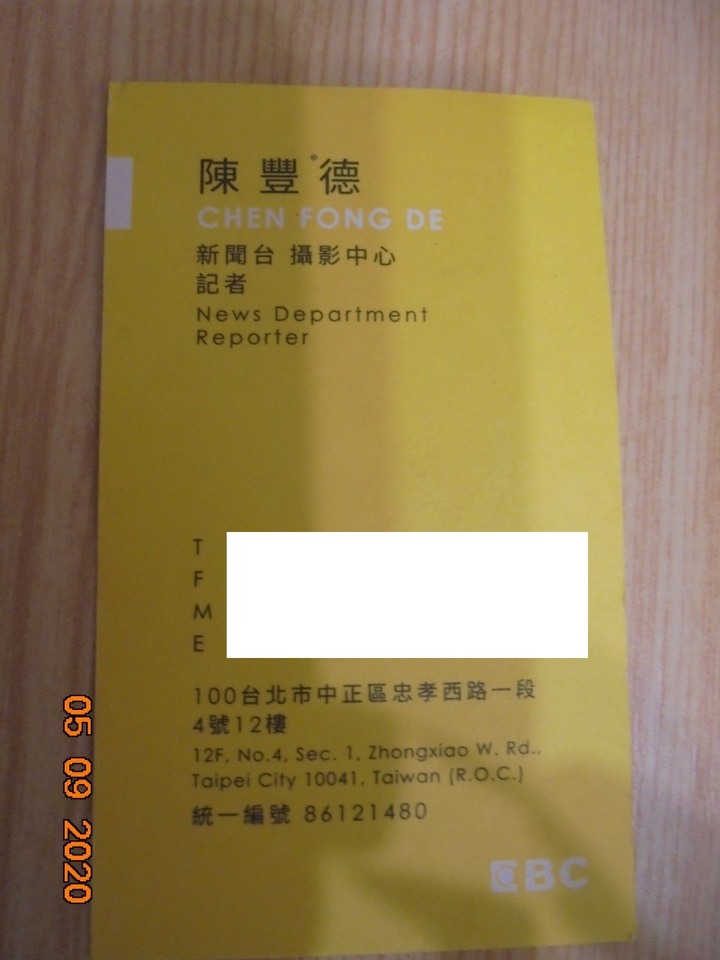 陳豐德
CHEN FONG DE
新聞台 攝影中心
記者
News Department
Reporter
T
F
M
E
100台北市中正區忠孝西路一段
4號12樓
12F, No.4, Sec. 1, Zhongxiao W. Rd.,
Taipei City 10041, Taiwan (R.O.C.)
統一編號 86121480
EBC
05 09 2020